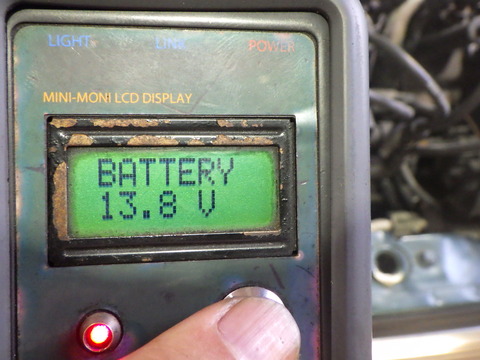 LIGHT LINE POWER
MINI-MONI LCD DISPLAY
BATTERY
13.8 V